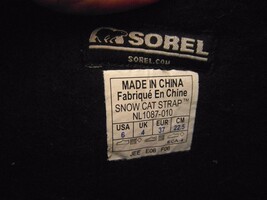 SOREL
SOREL.COM
MADE IN CHINA
Fabriqué En Chine
SNOW CAT STRAP™
NL1087-010
USA UK EUR CM
6 4 37 22.5